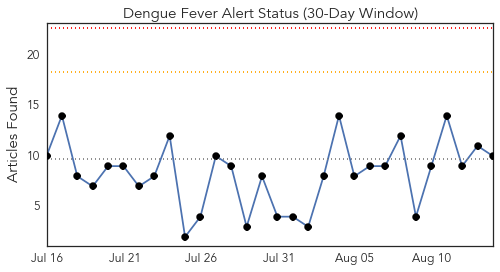 Dengue Fever Alert Status (30-Day Window)
Articles Found
20
15
10
5
Jul 16 Jul 21 Jul 26 Jul 31 Aug 05 Aug 10